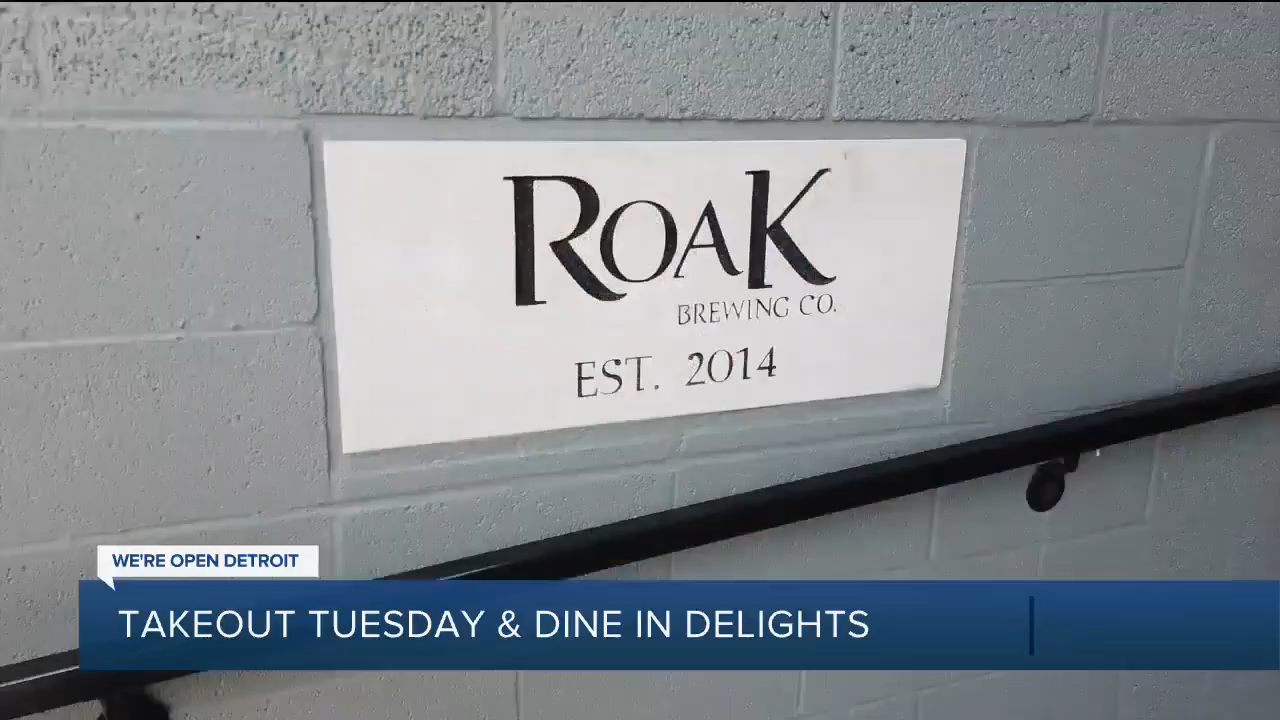 ROAK
BREWING CO.
EST. 2014
WE'RE OPEN DETROIT
TAKEOUT TUESDAY & DINE IN DELIGHTS